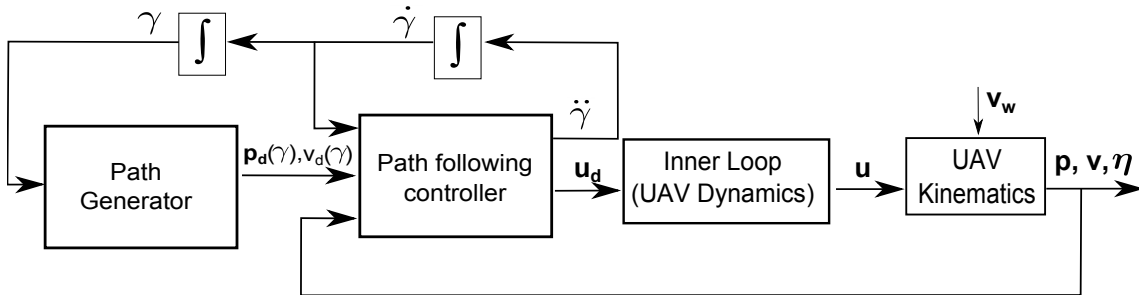 γ
∫
γ̇
∫
γ̈
v_w
Path
Generator
p_d(γ),v_d(γ)
Path following
controller
u_d
Inner Loop
(UAV Dynamics)
u
UAV
Kinematics
p, v, η